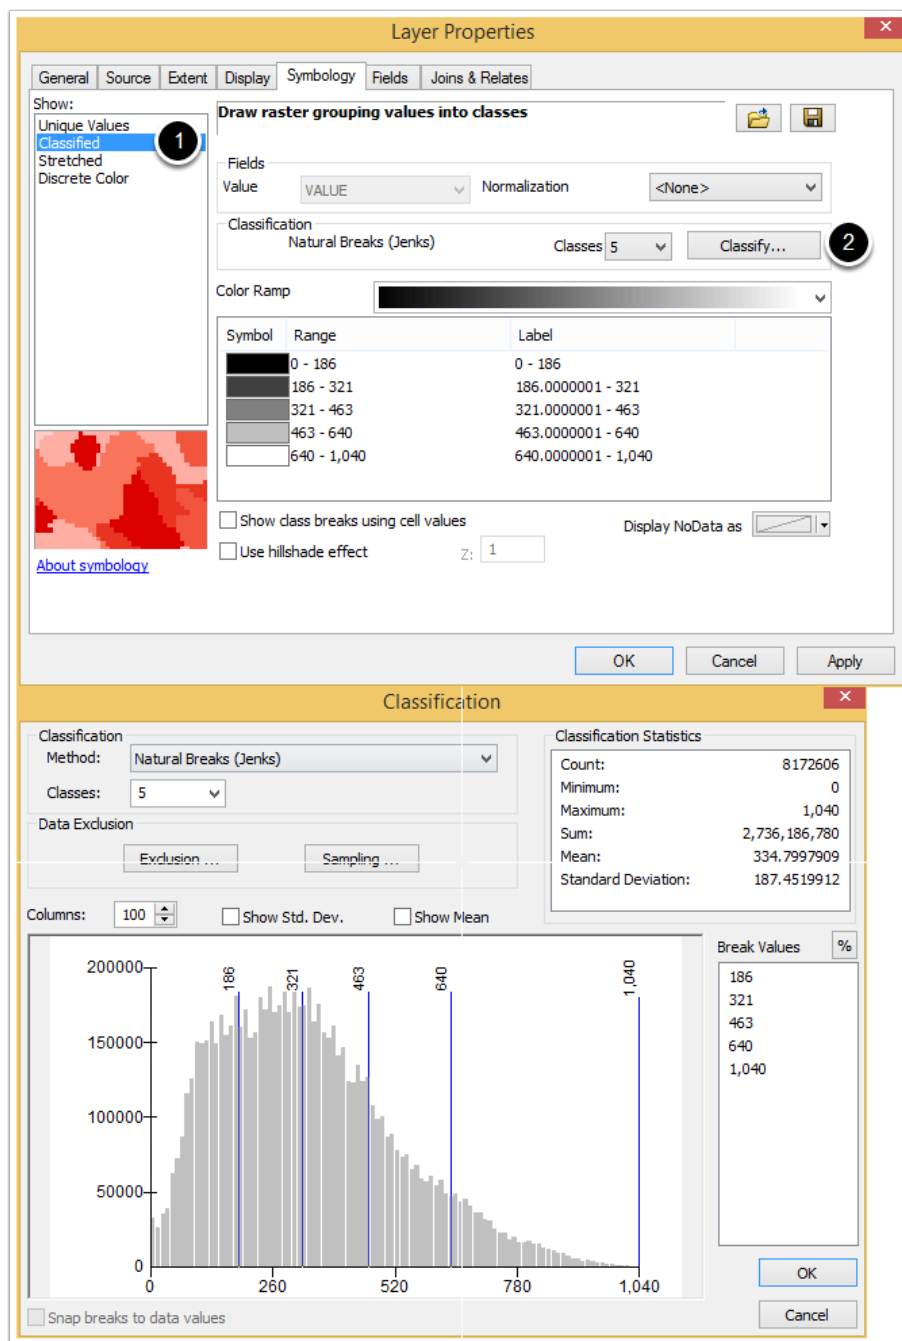 Layer Properties
×
General Source Extent Display Symbology Fields Joins & Relates
Show:
Unique Values
Classified
Stretched
Discrete Color
1
Draw raster grouping values into classes
Fields
Value VALUE Normalization <None>
Classification
Natural Breaks (Jenks) Classes 5 Classify... 2
Color Ramp
Symbol Range Label
0 - 186 0 - 186
186 - 321 186.0000001 - 321
321 - 463 321.0000001 - 463
463 - 640 463.0000001 - 640
640 - 1,040 640.0000001 - 1,040
Show class breaks using cell values Display NoData as
Use hillshade effect Z: 1
About symbology
OK Cancel Apply
Classification
×
Classification
Method: Natural Breaks (Jenks)
Classes: 5
Data Exclusion
Exclusion ... Sampling ...
Classification Statistics
Count: 8172606
Minimum: 0
Maximum: 1,040
Sum: 2,736,186,780
Mean: 334.7997909
Standard Deviation: 187.4519912
Columns: 100 Show Std. Dev. Show Mean
Break Values %
186
321
463
640
1,040
186 321 463 640 1,040
200000
150000
100000
50000
0
0 260 520 780 1,040
Snap breaks to data values
OK
Cancel